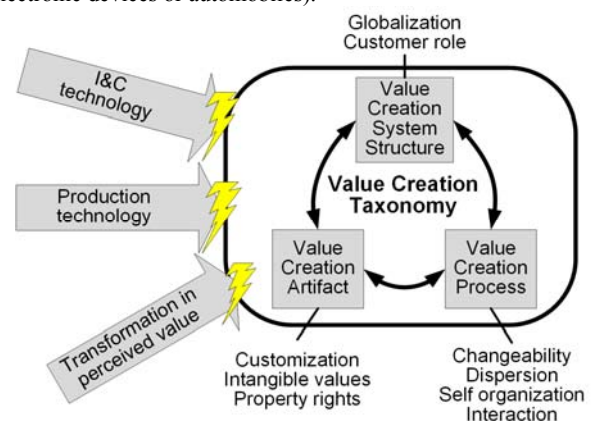 electronic devices or automobiles).
Globalization
Customer role
I&C
technology
Value
Creation
System
Structure
Production
technology
Value Creation
Taxonomy
Value
Creation
Artifact
Value
Creation
Process
Transformation in
perceived value
Customization
Intangible values
Property rights
Changeability
Dispersion
Self organization
Interaction